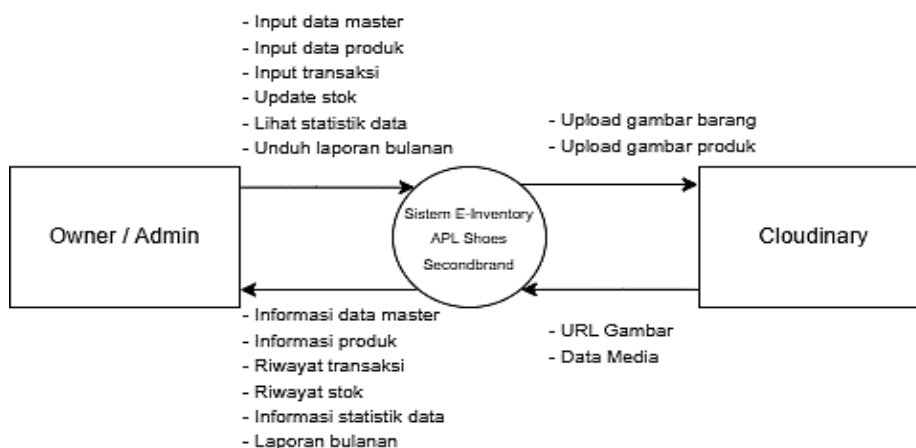 - Input data master
- Input data produk
- Input transaksi
- Update stok
- Lihat statistik data
- Unduh laporan bulanan
- Upload gambar barang
- Upload gambar produk
Owner / Admin
Sistem E-Inventory
APL Shoes
Secondbrand
Cloudinary
- Informasi data master
- Informasi produk
- Riwayat transaksi
- Riwayat stok
- Informasi statistik data
- Laporan bulanan
- URL Gambar
- Data Media